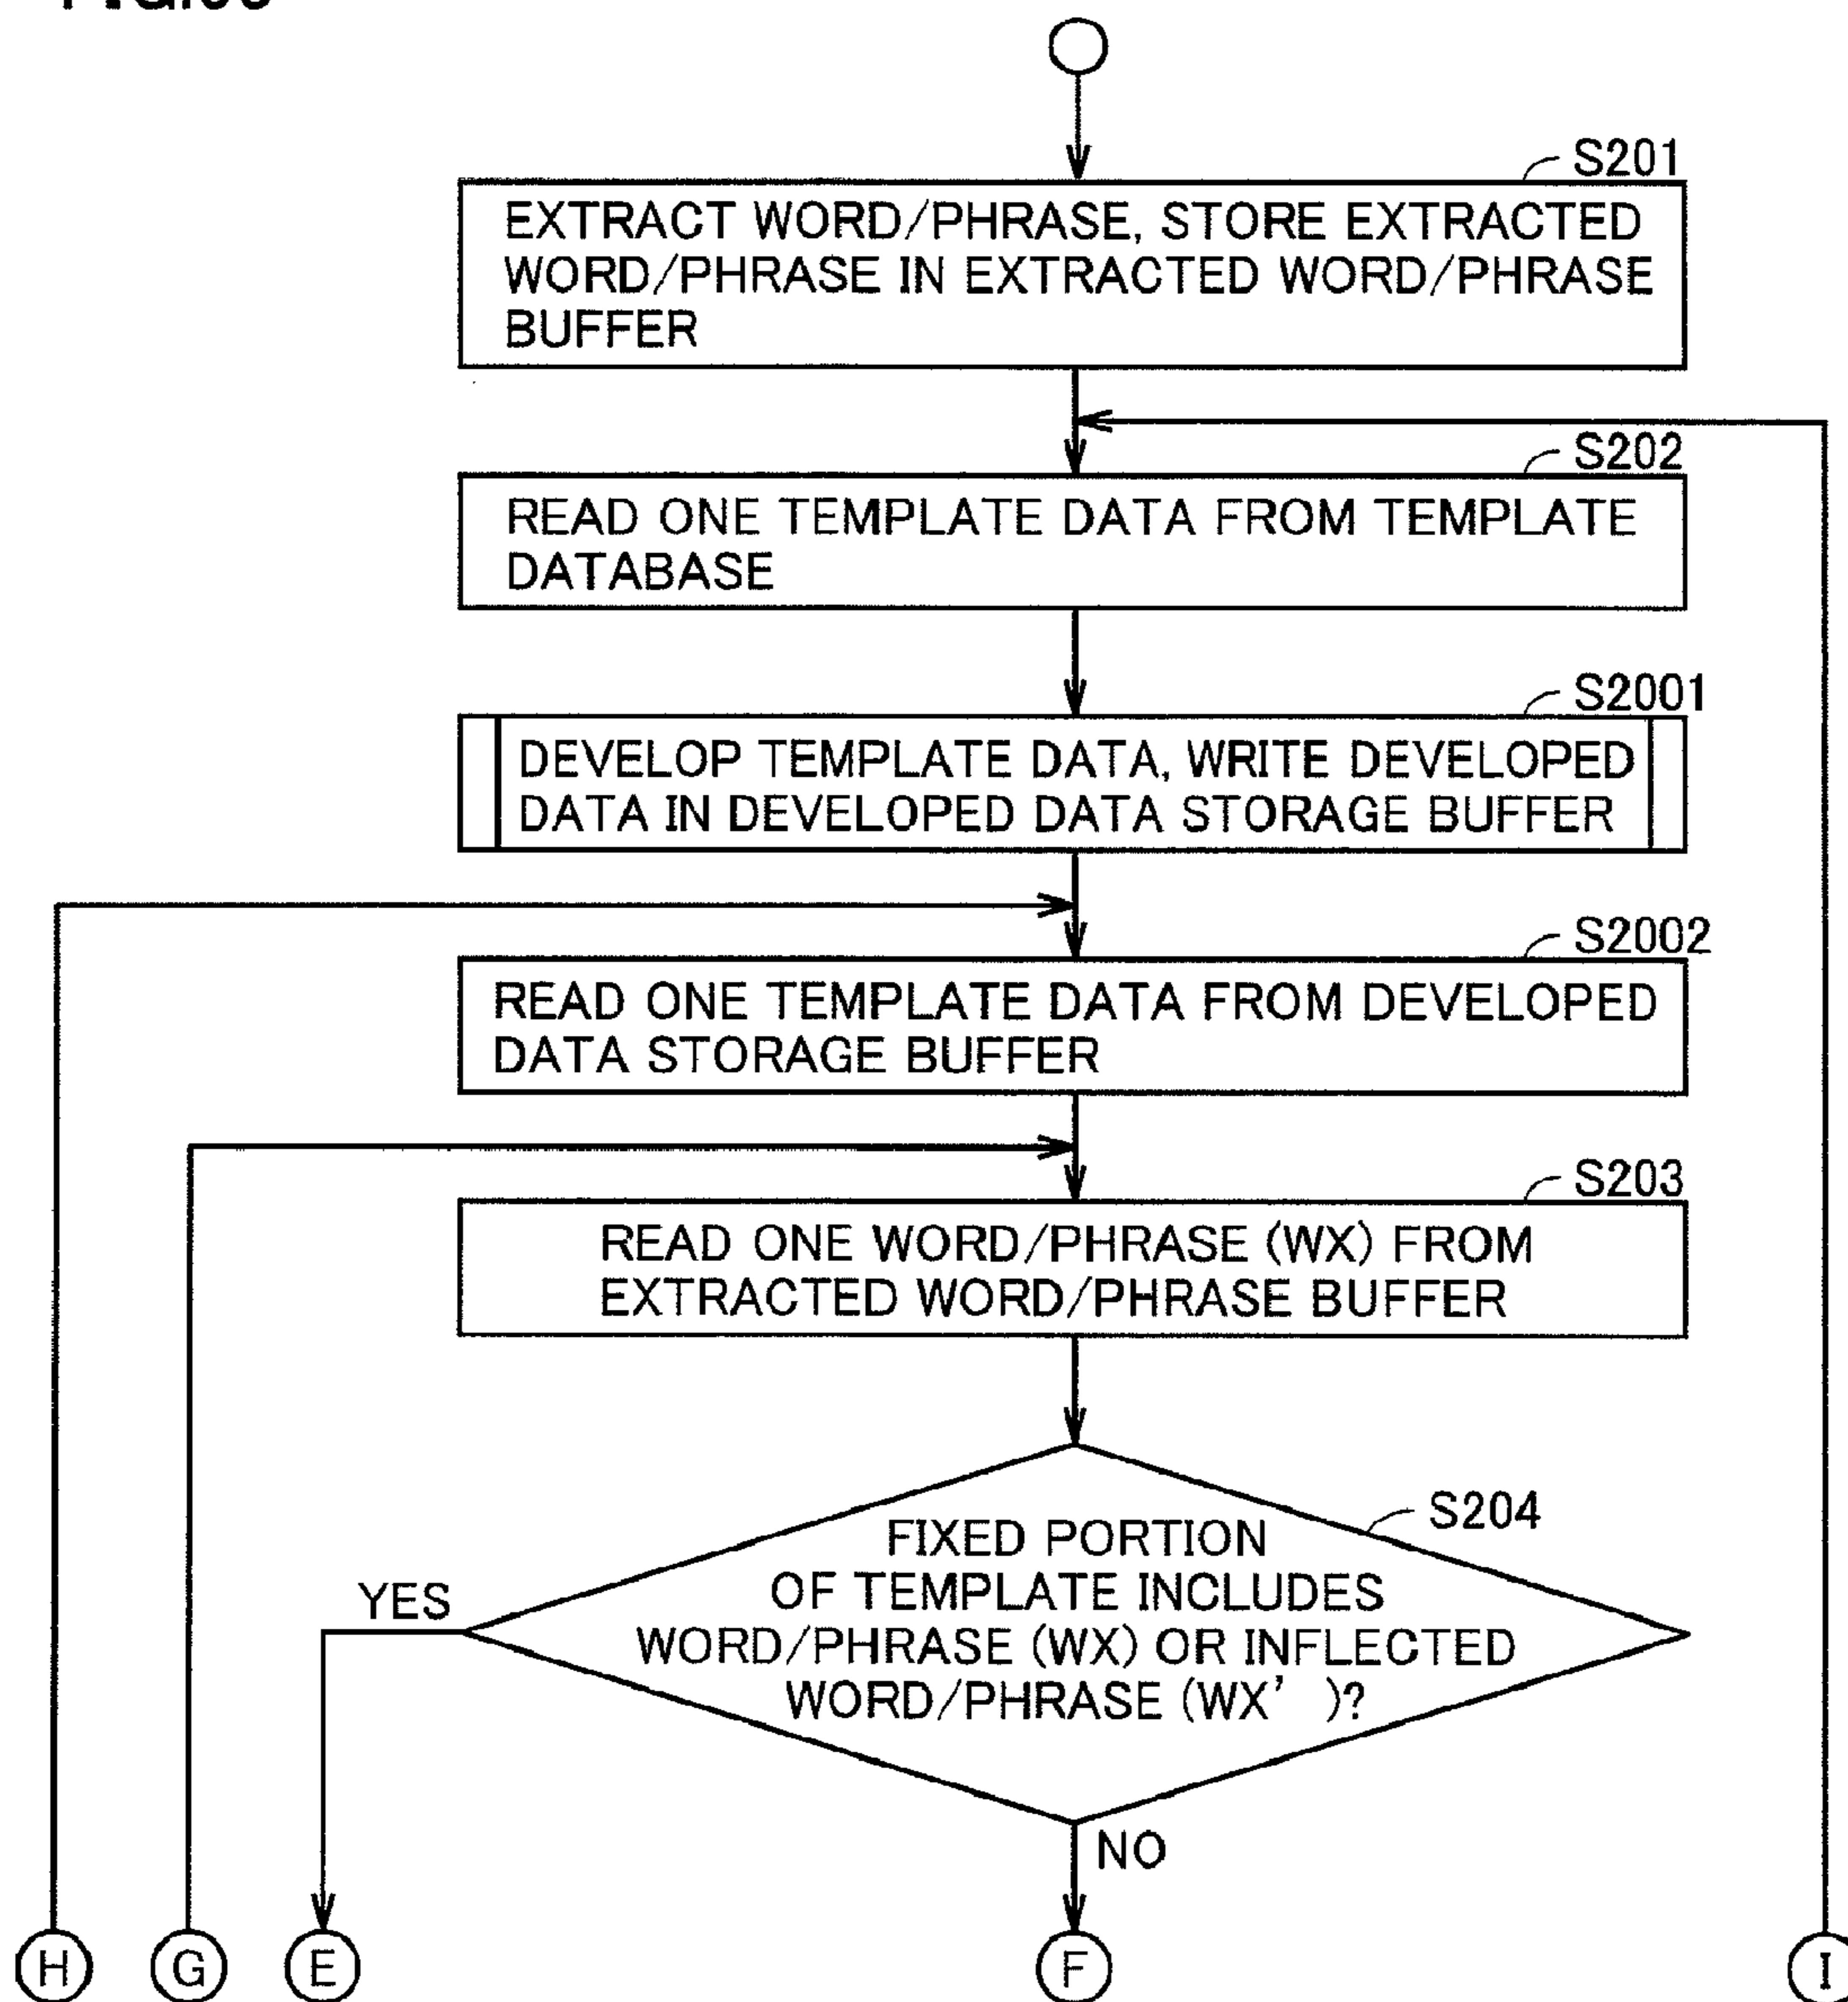 S201
EXTRACT WORD/PHRASE, STORE EXTRACTED
WORD/PHRASE IN EXTRACTED WORD/PHRASE
BUFFER
S202
READ ONE TEMPLATE DATA FROM TEMPLATE
DATABASE
S2001
DEVELOP TEMPLATE DATA, WRITE DEVELOPED
DATA IN DEVELOPED DATA STORAGE BUFFER
S2002
READ ONE TEMPLATE DATA FROM DEVELOPED
DATA STORAGE BUFFER
S203
READ ONE WORD/PHRASE (WX) FROM
EXTRACTED WORD/PHRASE BUFFER
S204
FIXED PORTION
OF TEMPLATE INCLUDES
WORD/PHRASE (WX) OR INFLECTED
WORD/PHRASE (WX' )?
YES
NO
H G E F I